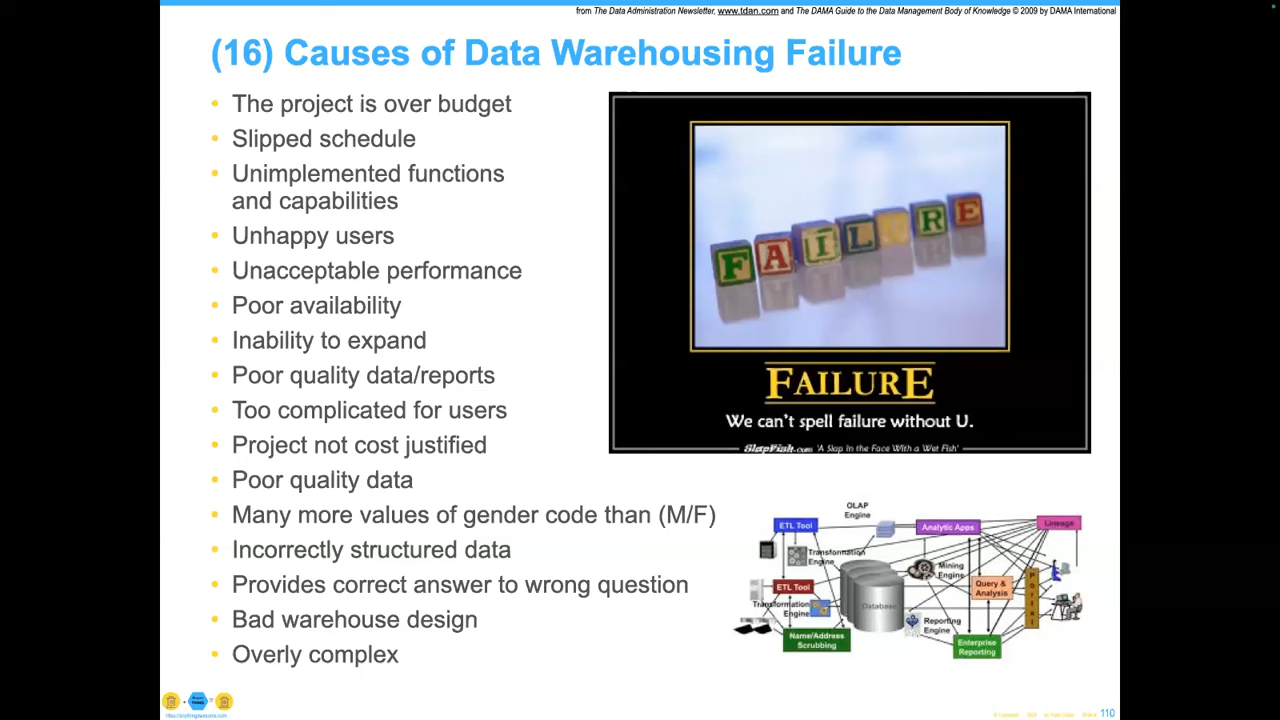 from The Data Administration Newsletter, www.tdan.com and The DAMA Guide to the Data Management Body of Knowledge © 2009 by DAMA International
(16) Causes of Data Warehousing Failure
• The project is over budget
• Slipped schedule
• Unimplemented functions
and capabilities
• Unhappy users
• Unacceptable performance
• Poor availability
• Inability to expand
• Poor quality data/reports
• Too complicated for users
• Project not cost justified
• Poor quality data
• Many more values of gender code than (M/F)
• Incorrectly structured data
• Provides correct answer to wrong question
• Bad warehouse design
• Overly complex
FAIL RE
FAILURE
We can't spell failure without U.
SlapFish.com 'A Slap in the Face With a Wet Fish'
OLAP
Engine
ETL Tool
Analytic Apps
Lineage
Transformation
Engine
Mining
Engine
ETL Tool
Query &
Analysis
Portal
Transformation
Engine
Database
Reporting
Engine
Name/Address
Scrubbing
Enterprise
Reporting
https://anythingawesome.com
110